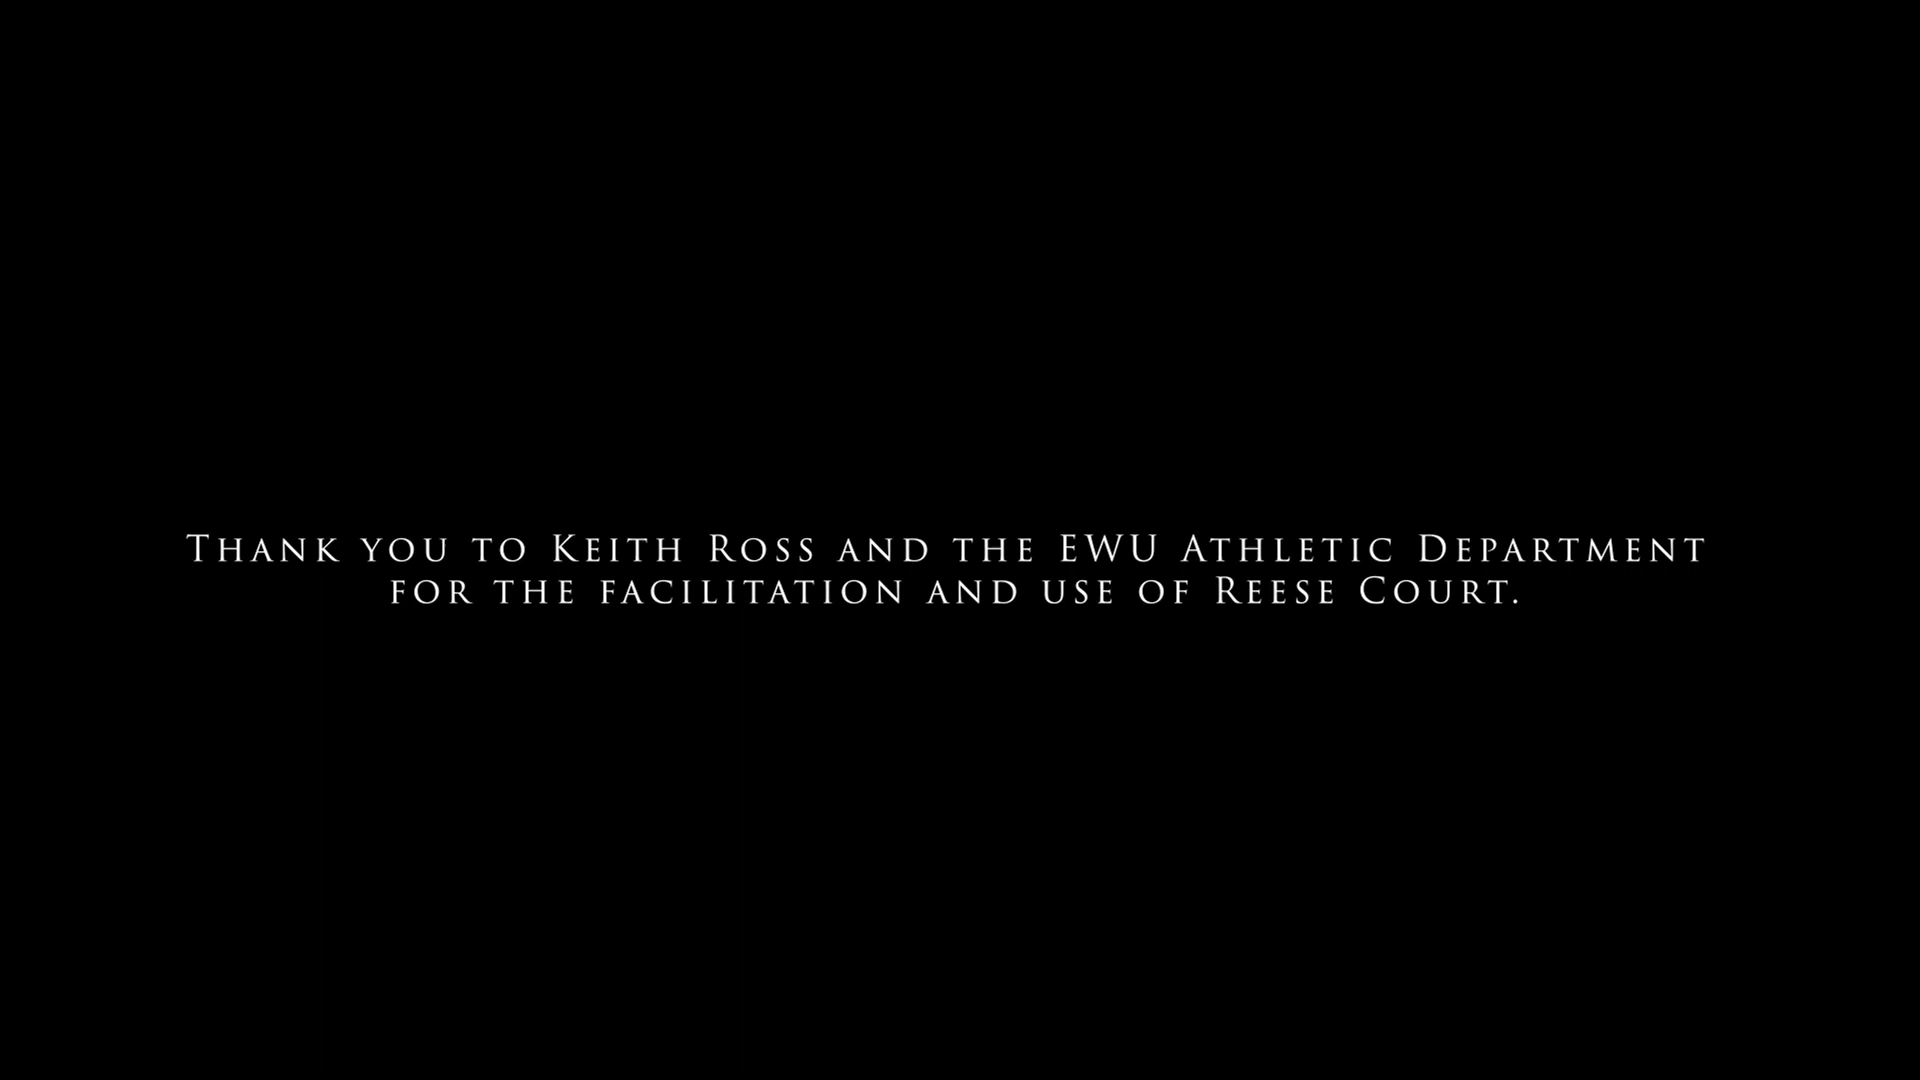 Thank you to Keith Ross and the EWU Athletic Department
for the facilitation and use of Reese Court.